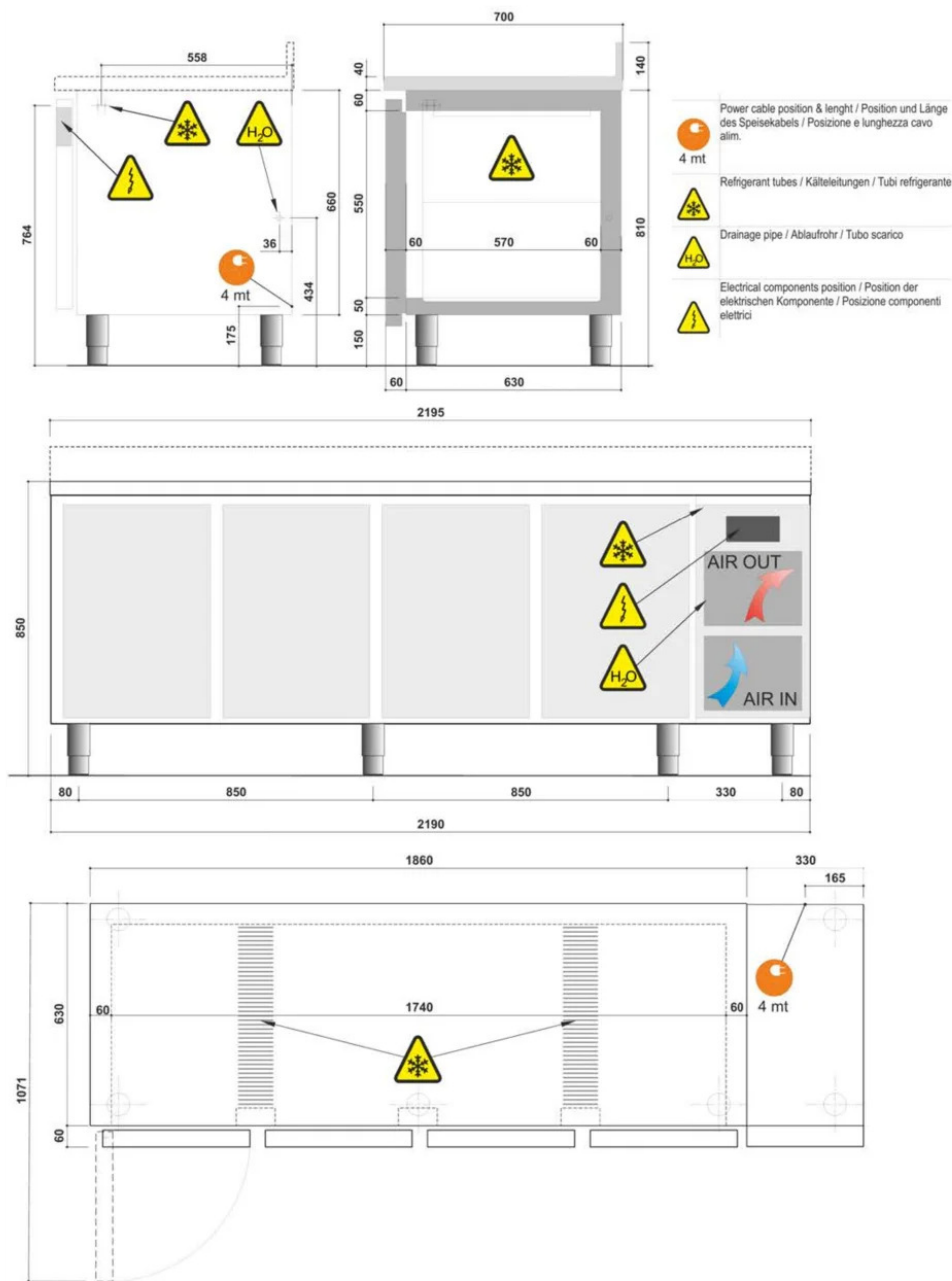 700
558
40
140
60
H₂O
Power cable position & lenght / Position und Länge
des Speisekabels / Posizione e lunghezza cavo
alim.
4 mt
Refrigerant tubes / Kälteleitungen / Tubi refrigerante
Drainage pipe / Ablaufrohr / Tubo scarico
H₂O
Electrical components position / Position der
elektrischen Komponente / Posizione componenti
elettrici
764
660
550
810
36
60 570 60
4 mt
434
175
50
150
60 630
2195
850
AIR OUT
H₂O
AIR IN
80 850 850 330 80
2190
1860 330
165
630
1071
60 1740 60
4 mt
60